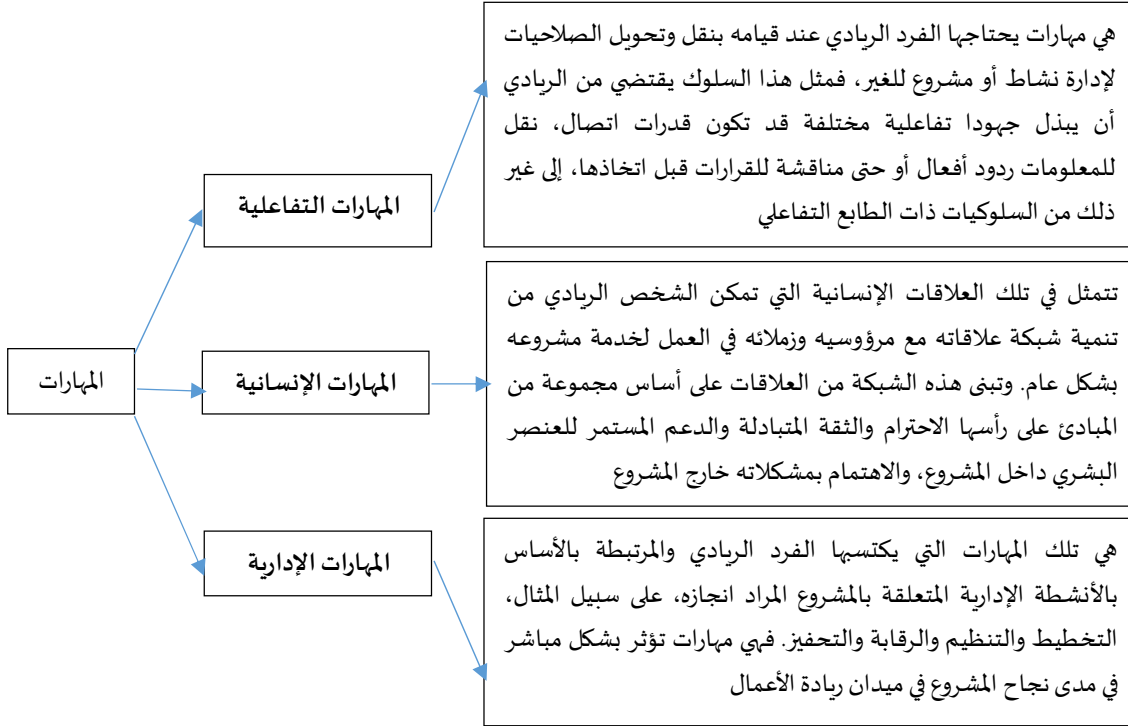 هي مهارات يحتاجها الفرد الريادي عند قيامه بنقل وتحويل الصلاحيات
لإدارة نشاط أو مشروع للغير، فمثل هذا السلوك يقتضي من الريادي
أن يبذل جهودا تفاعلية مختلفة قد تكون قدرات اتصال، نقل
للمعلومات ردود أفعال أو حتى مناقشة للقرارات قبل اتخاذها، إلى غير
ذلك من السلوكيات ذات الطابع التفاعلي
المهارات التفاعلية
تتمثل في تلك العلاقات الإنسانية التي تمكن الشخص الريادي من
تنمية شبكة علاقاته مع مرؤوسيه وزملائه في العمل لخدمة مشروعه
بشكل عام. وتبنى هذه الشبكة من العلاقات على أساس مجموعة من
المبادئ على رأسها الاحترام والثقة المتبادلة والدعم المستمر للعنصر
البشري داخل المشروع، والاهتمام بمشكلاته خارج المشروع
المهارات الإنسانية
المهارات
هي تلك المهارات التي يكتسبها الفرد الريادي والمرتبطة بالأساس
بالأنشطة الإدارية المتعلقة بالمشروع المراد انجازه، على سبيل المثال،
التخطيط والتنظيم والرقابة والتحفيز. فهي مهارات تؤثر بشكل مباشر
في مدى نجاح المشروع في ميدان ريادة الأعمال
المهارات الإدارية